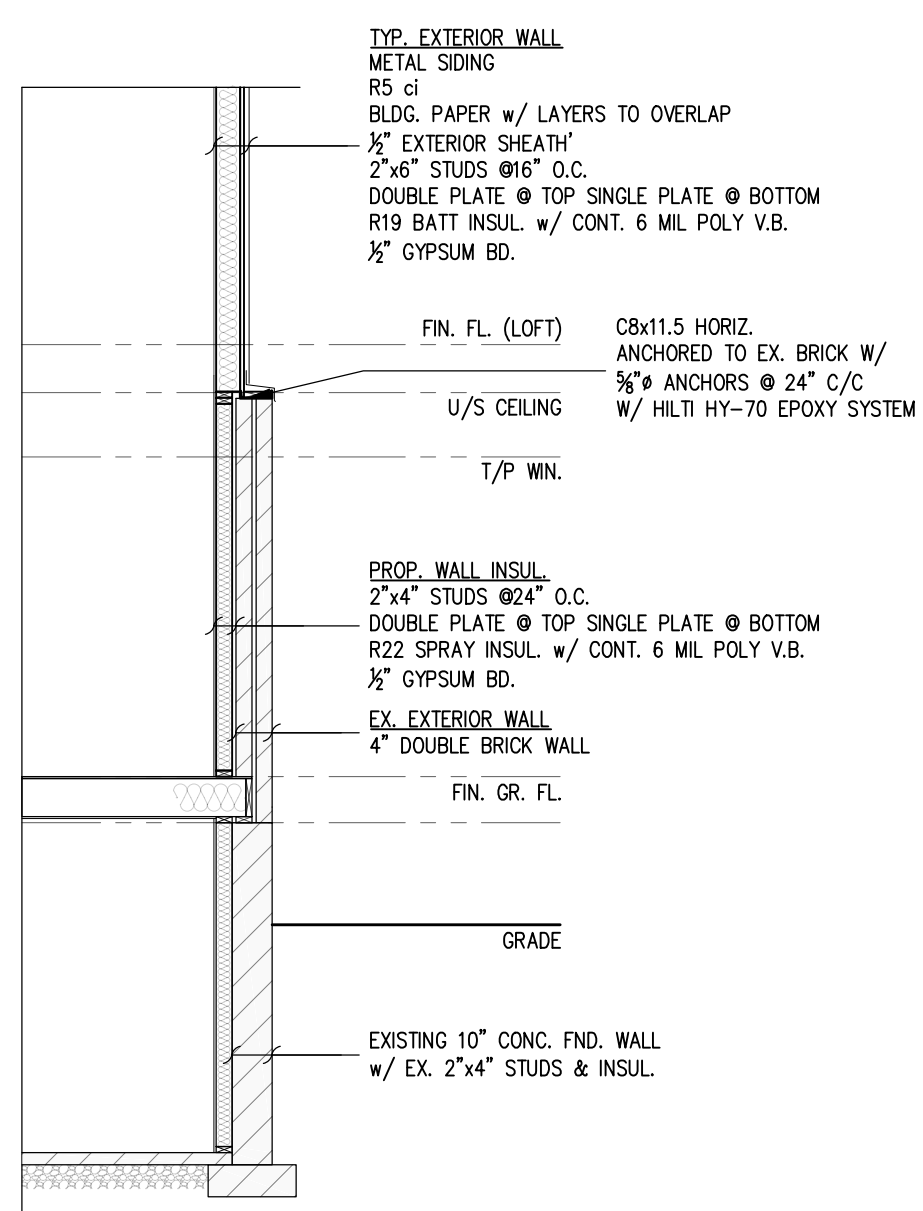 TYP. EXTERIOR WALL
METAL SIDING
R5 ci
BLDG. PAPER w/ LAYERS TO OVERLAP
½" EXTERIOR SHEATH'
2"x6" STUDS @16" O.C.
DOUBLE PLATE @ TOP SINGLE PLATE @ BOTTOM
R19 BATT INSUL. w/ CONT. 6 MIL POLY V.B.
½" GYPSUM BD.
FIN. FL. (LOFT)
C8x11.5 HORIZ.
ANCHORED TO EX. BRICK W/
⅝"ø ANCHORS @ 24" C/C
W/ HILTI HY-70 EPOXY SYSTEM
U/S CEILING
T/P WIN.
PROP. WALL INSUL.
2"x4" STUDS @24" O.C.
DOUBLE PLATE @ TOP SINGLE PLATE @ BOTTOM
R22 SPRAY INSUL. w/ CONT. 6 MIL POLY V.B.
½" GYPSUM BD.
EX. EXTERIOR WALL
4" DOUBLE BRICK WALL
FIN. GR. FL.
GRADE
EXISTING 10" CONC. FND. WALL
w/ EX. 2"x4" STUDS & INSUL.